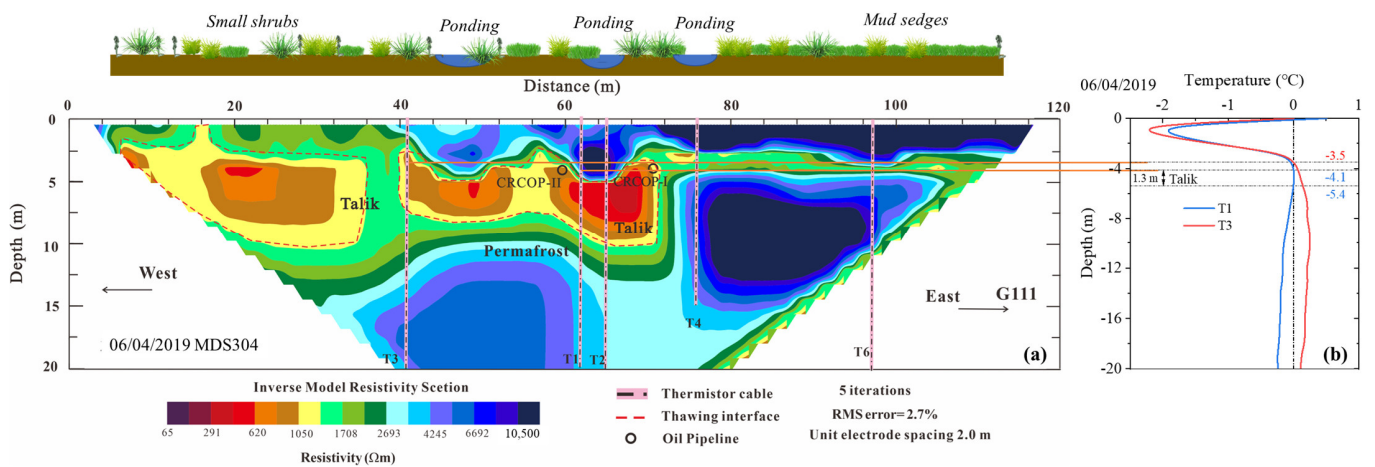 Small shrubs
Ponding
Ponding
Ponding
Mud sedges
Distance (m)
0 20 40 60 80 100 120
Depth (m)
0
5
10
15
20
CRCOP-II
CRCOP-I
Talik
Talik
Permafrost
West
East
G111
T3
T1
T2
T4
T6
06/04/2019 MDS304
(a)
Inverse Model Resistivity Scetion
65 291 620 1050 1708 2693 4245 6692 10,500
Resistivity (Ωm)
Thermistor cable
Thawing interface
Oil Pipeline
5 iterations
RMS error=2.7%
Unit electrode spacing 2.0 m
06/04/2019
Temperature (℃)
-2 -1 0 1
Depth (m)
0
-4
-8
-12
-16
-20
-3.5
-4.1
1.3 m
Talik
-5.4
T1
T3
(b)